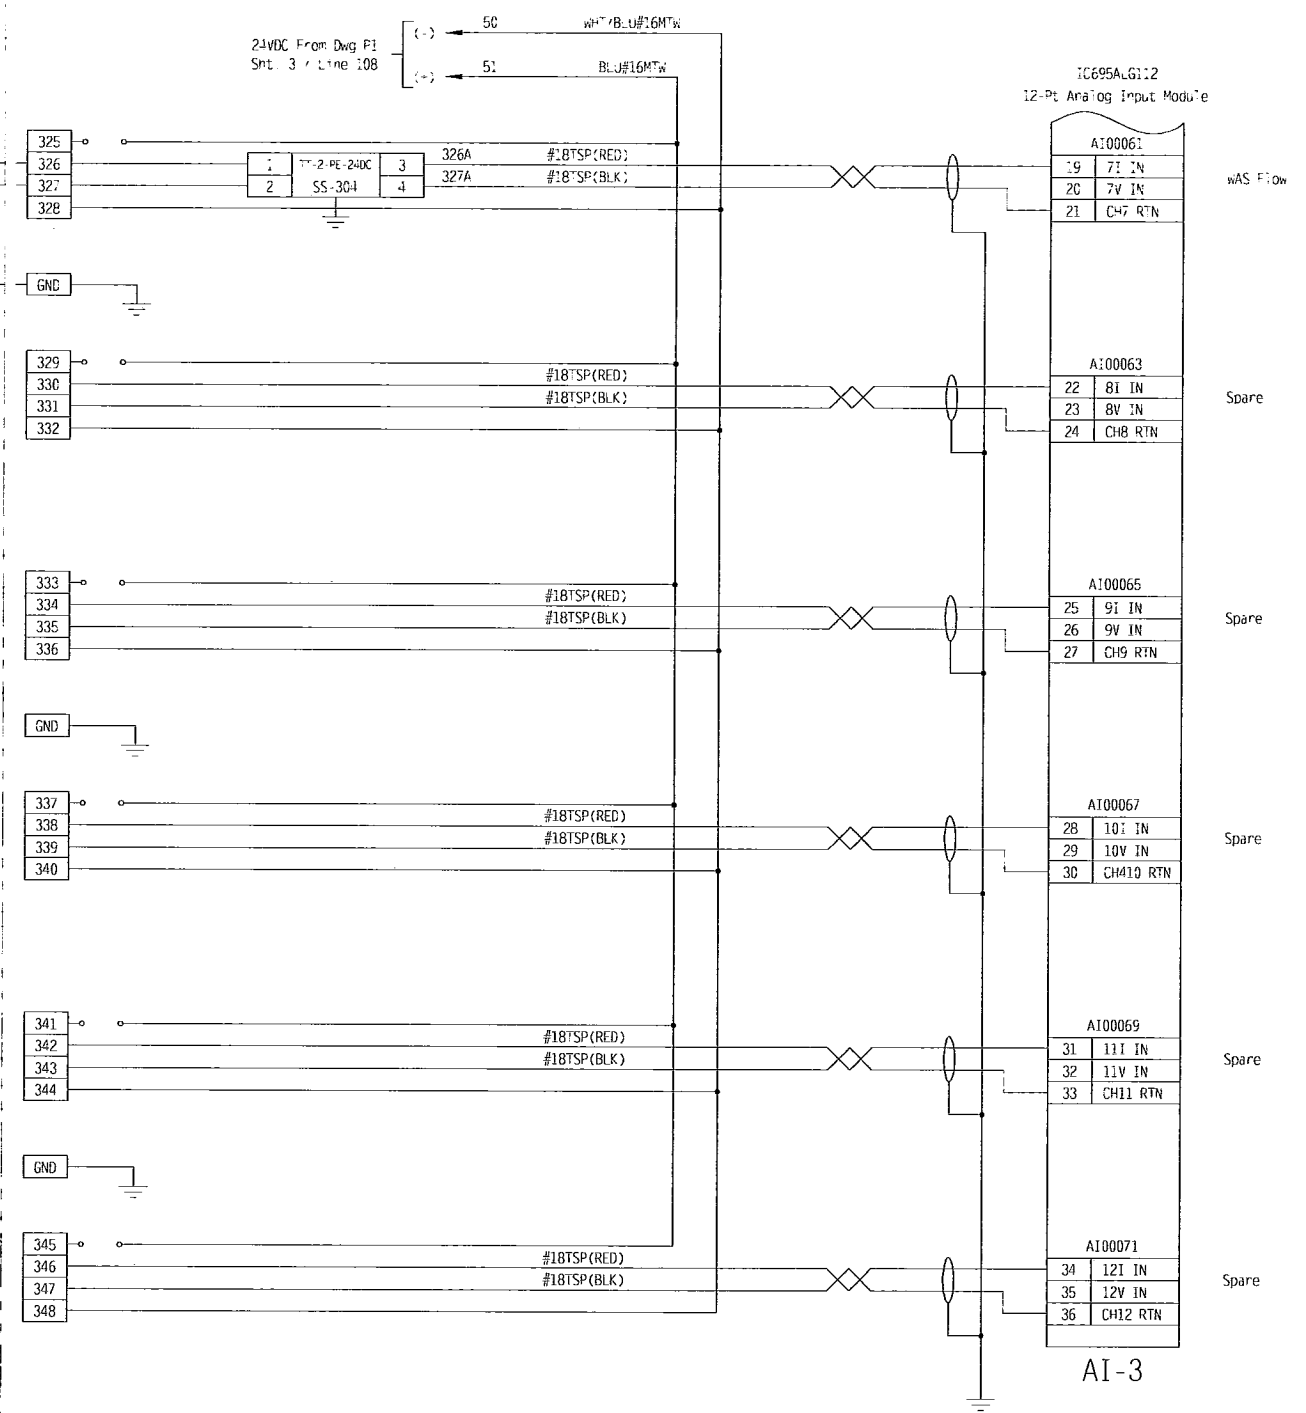 50 WHT/BLU#16MTW
24VDC From Dwg PI
Sht. 3 / Line 108
(-)
(+)
51 BLU#16MTW
IC695ALG112
12-Pt Analog Input Module
325
326
327
328
1 TT-2-PE-24DC 3
2 SS-304 4
326A #18TSP(RED)
327A #18TSP(BLK)
AI00061
19 7I IN
20 7V IN
21 CH7 RTN
WAS Flow
GND
329
330
331
332
#18TSP(RED)
#18TSP(BLK)
AI00063
22 8I IN
23 8V IN
24 CH8 RTN
Spare
333
334
335
336
#18TSP(RED)
#18TSP(BLK)
AI00065
25 9I IN
26 9V IN
27 CH9 RTN
Spare
GND
337
338
339
340
#18TSP(RED)
#18TSP(BLK)
AI00067
28 10I IN
29 10V IN
30 CH410 RTN
Spare
341
342
343
344
#18TSP(RED)
#18TSP(BLK)
AI00069
31 11I IN
32 11V IN
33 CH11 RTN
Spare
GND
345
346
347
348
#18TSP(RED)
#18TSP(BLK)
AI00071
34 12I IN
35 12V IN
36 CH12 RTN
Spare
AI-3